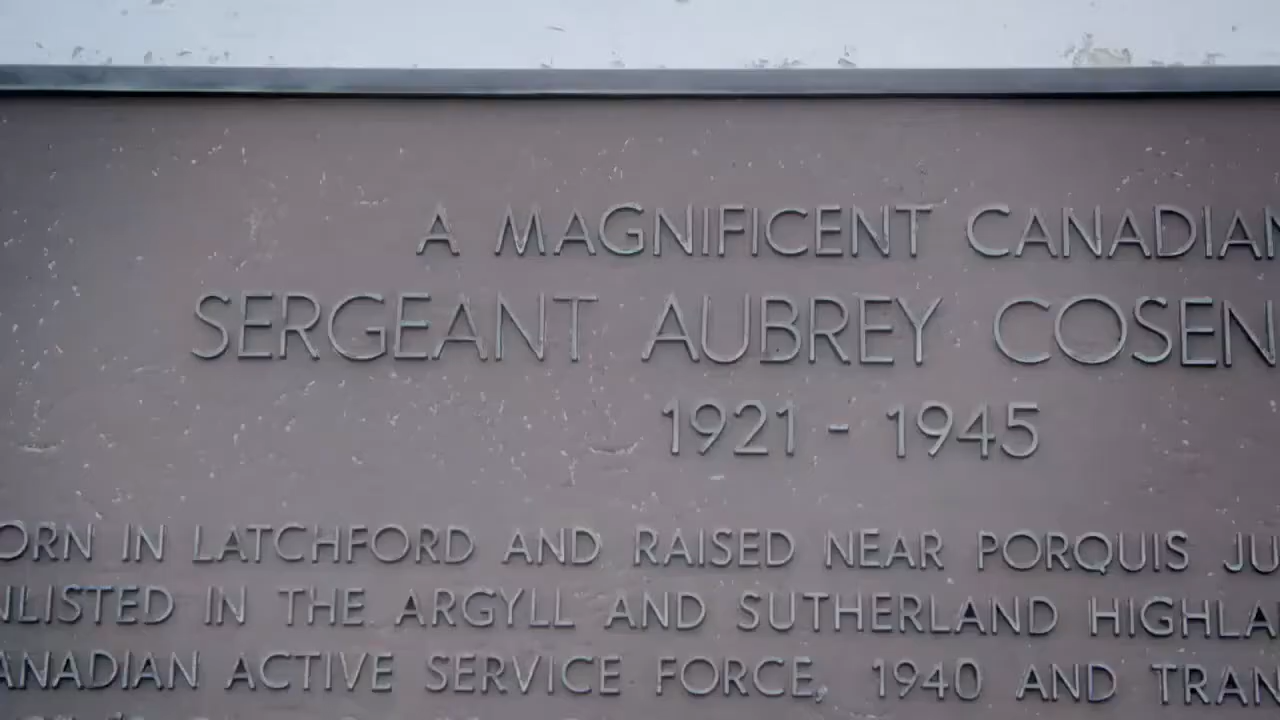 A MAGNIFICENT CANADIAN
SERGEANT AUBREY COSEN
1921 - 1945
ORN IN LATCHFORD AND RAISED NEAR PORQUIS JU
NLISTED IN THE ARGYLL AND SUTHERLAND HIGHLA
ANADIAN ACTIVE SERVICE FORCE, 1940 AND TRAN